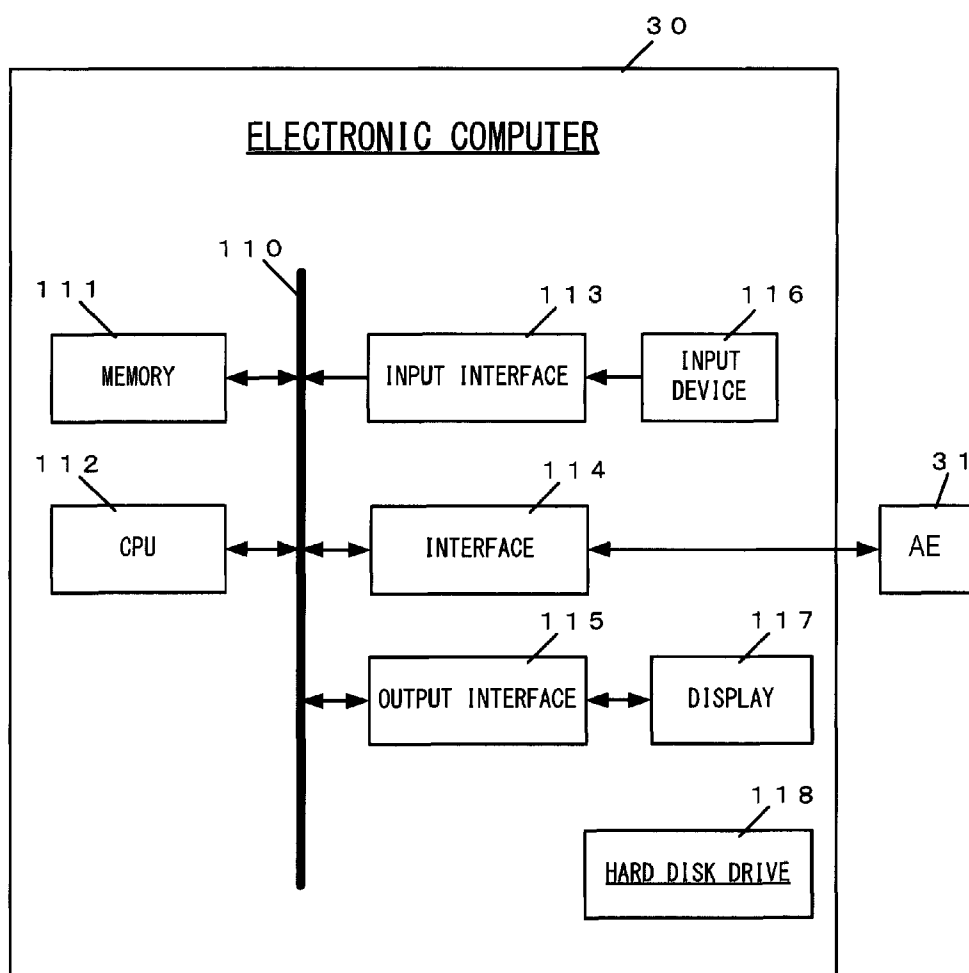 30
ELECTRONIC COMPUTER
110
111
113
116
MEMORY
INPUT INTERFACE
INPUT
DEVICE
112
114
31
CPU
INTERFACE
AE
115
117
OUTPUT INTERFACE
DISPLAY
118
HARD DISK DRIVE